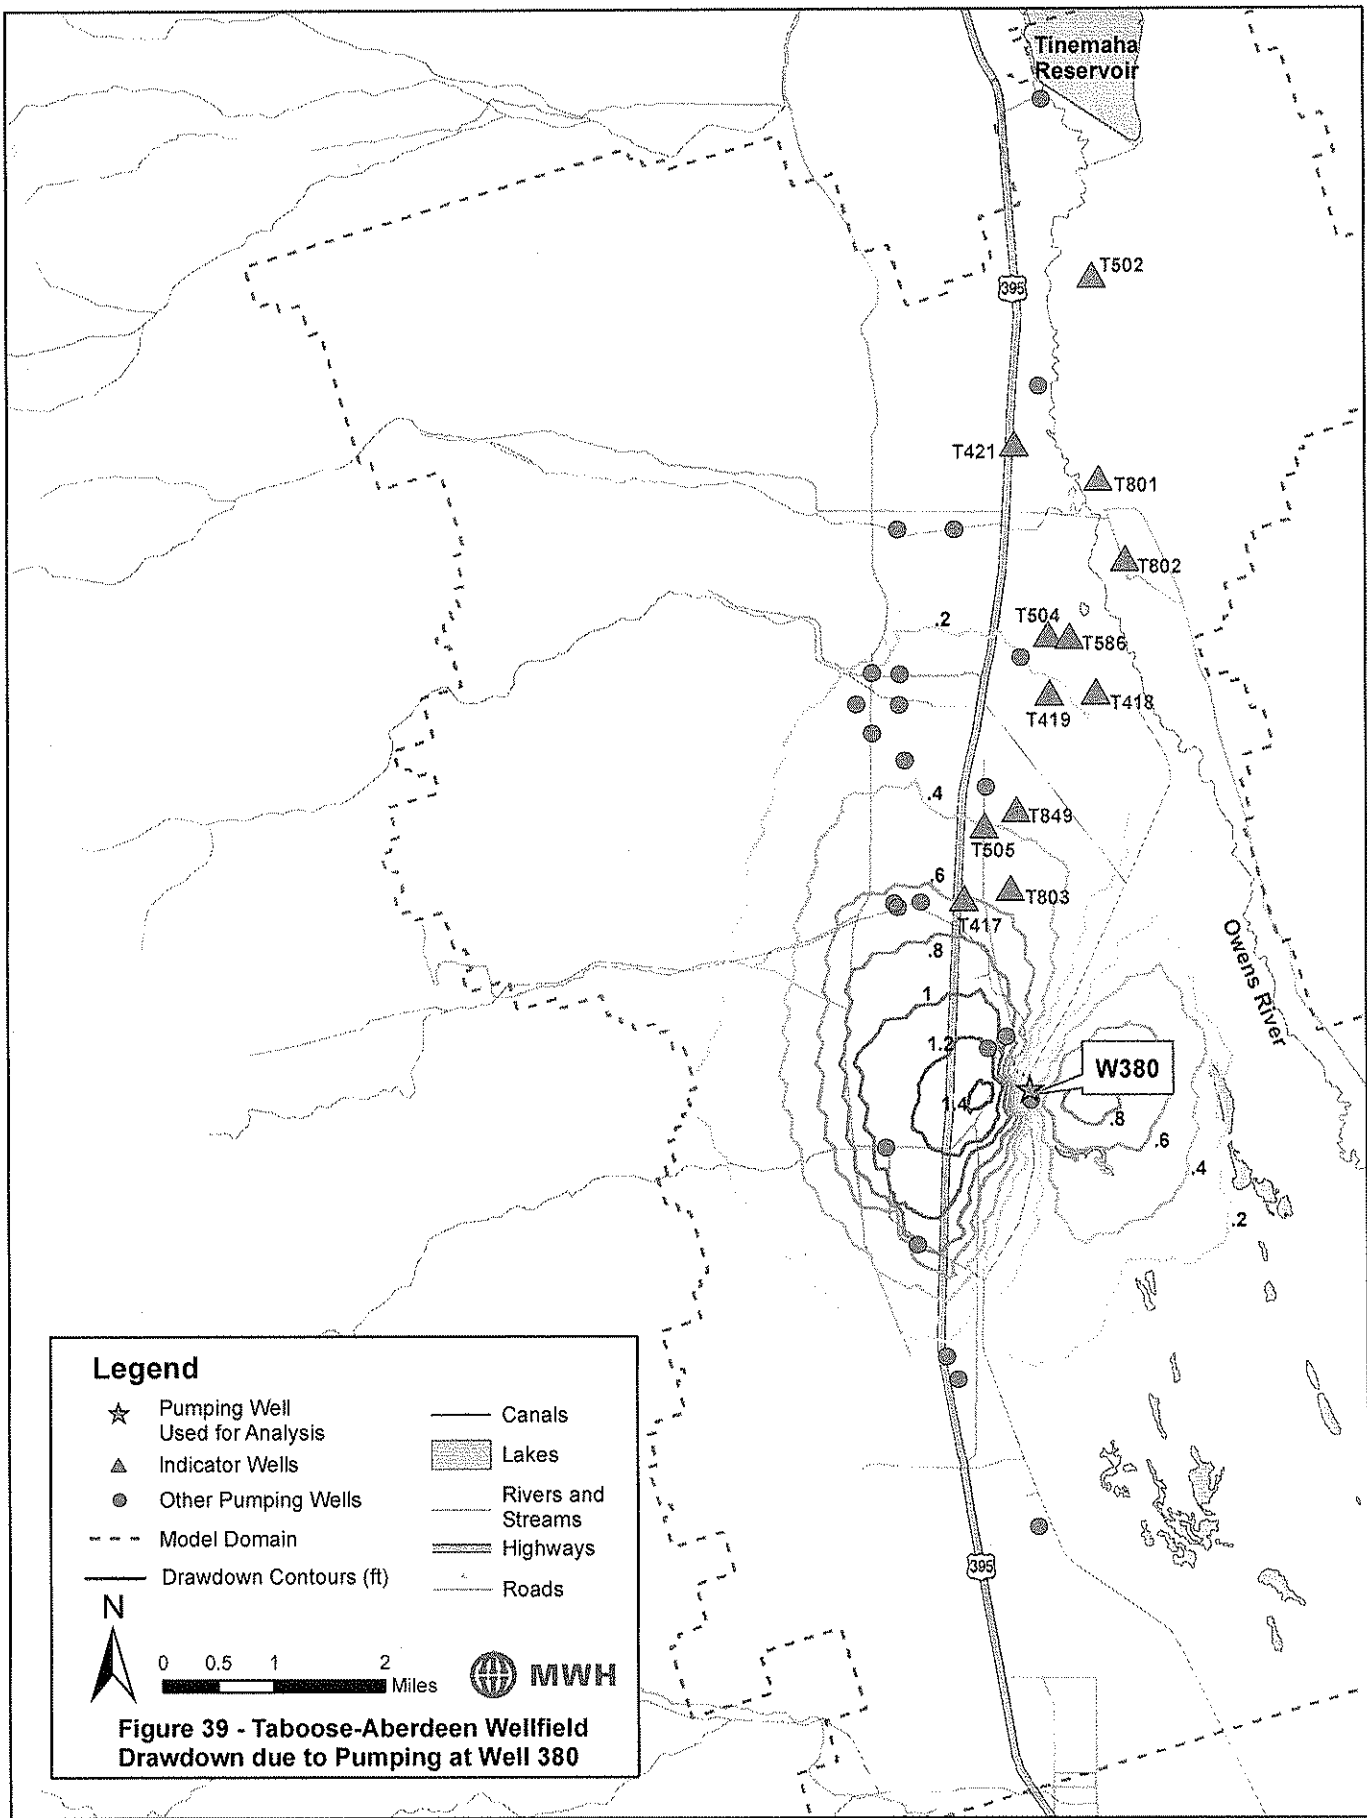 Tinemaha
Reservoir
T502
395
T421
T801
T802
.2
T504
T586
T419
T418
.4
T849
T505
.6
T803
T417
.8
Owens River
1
1.2
W380
1.4
.8
.6
.4
.2
Legend
Pumping Well
Used for Analysis
Indicator Wells
Other Pumping Wells
Model Domain
Drawdown Contours (ft)
Canals
Lakes
Rivers and
Streams
Highways
Roads
395
N
0 0.5 1 2
Miles
MWH
Figure 39 - Taboose-Aberdeen Wellfield
Drawdown due to Pumping at Well 380